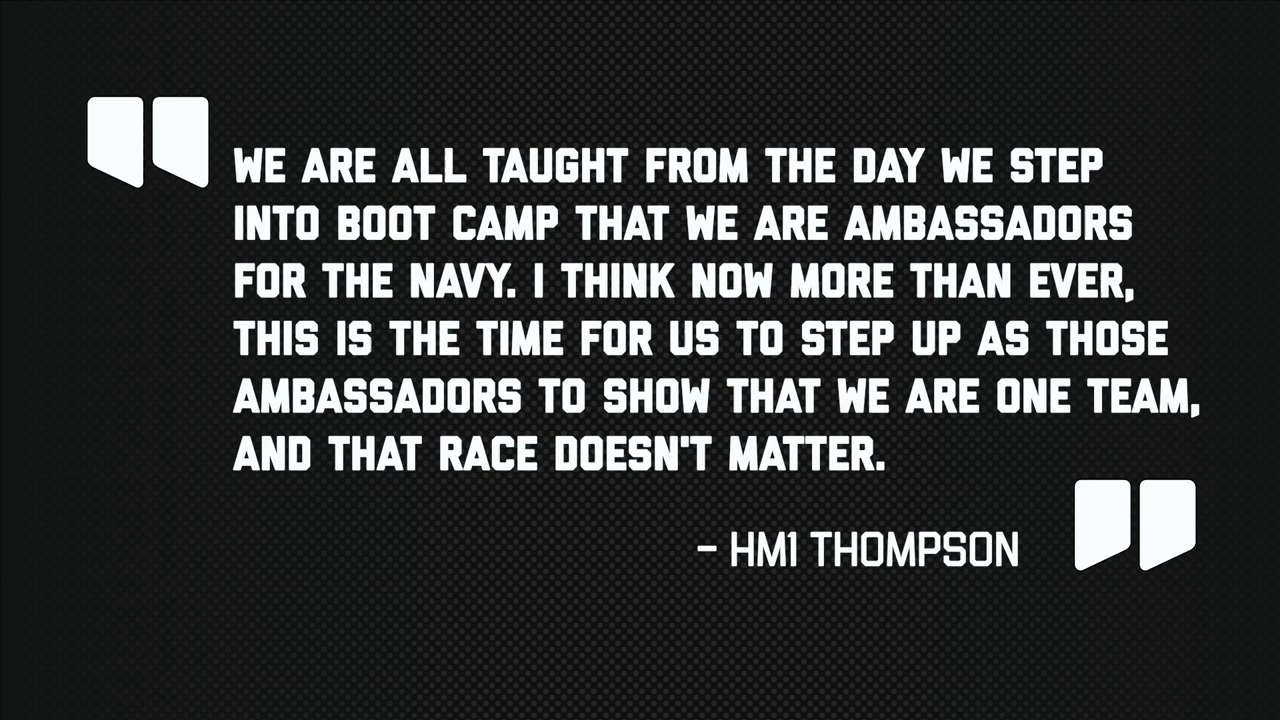 WE ARE ALL TAUGHT FROM THE DAY WE STEP
INTO BOOT CAMP THAT WE ARE AMBASSADORS
FOR THE NAVY. I THINK NOW MORE THAN EVER,
THIS IS THE TIME FOR US TO STEP UP AS THOSE
AMBASSADORS TO SHOW THAT WE ARE ONE TEAM,
AND THAT RACE DOESN'T MATTER.
– HM1 THOMPSON